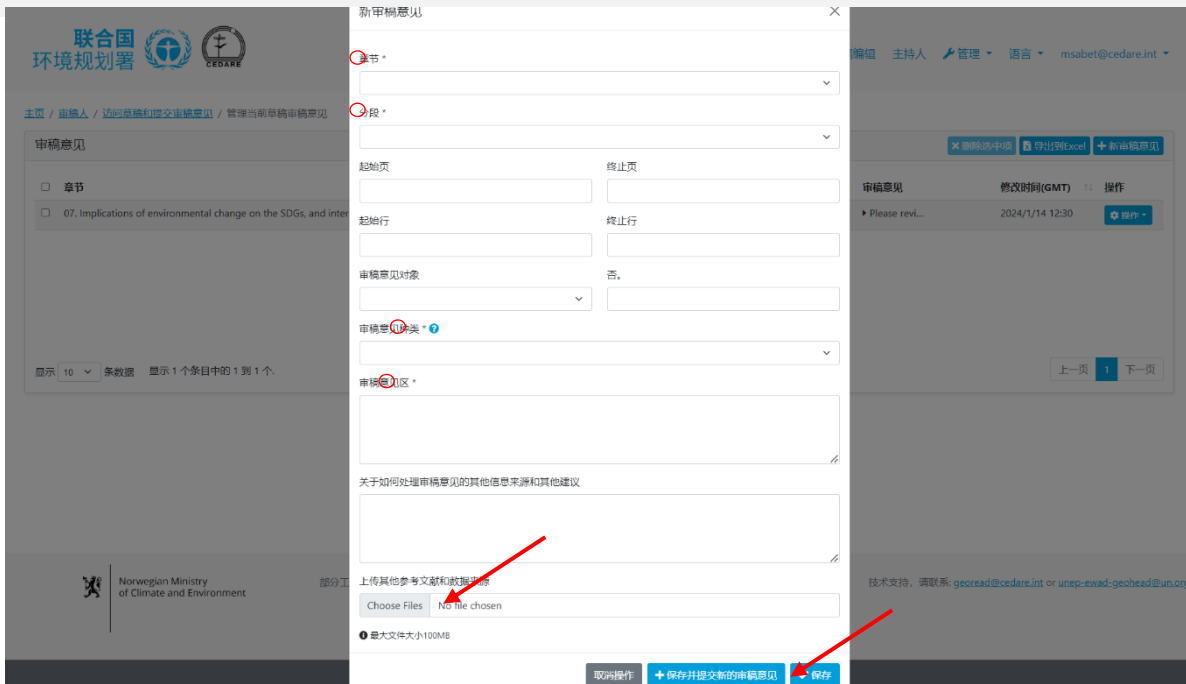 新审稿意见
联合国
环境规划署
CEDARE
编组 主持人 管理 语言 msabet@cedare.int
章节 *
主页 / 审稿人 / 访问草稿和提交审稿意见 / 管理当前草稿审稿意见
分段 *
审稿意见
删除选中项 导出到Excel 新审稿意见
起始页 终止页
章节 审稿意见 修改时间(GMT) 操作
07. Implications of environmental change on the SDGs, and inter Please revi... 2024/1/14 12:30 操作
起始行 终止行
审稿意见对象 否。
审稿意见种类 *
显示 10 条数据 显示 1 个条目中的 1 到 1 个. 上一页 1 下一页
审稿意见区 *
关于如何处理审稿意见的其他信息来源和其他建议
Norwegian Ministry
of Climate and Environment
部分工
上传其他参考文献和数据来源
技术支持，请联系: georead@cedare.int or unep-ewad-geohead@un.org
Choose Files No file chosen
最大文件大小100MB
取消操作 保存并提交新的审稿意见 保存